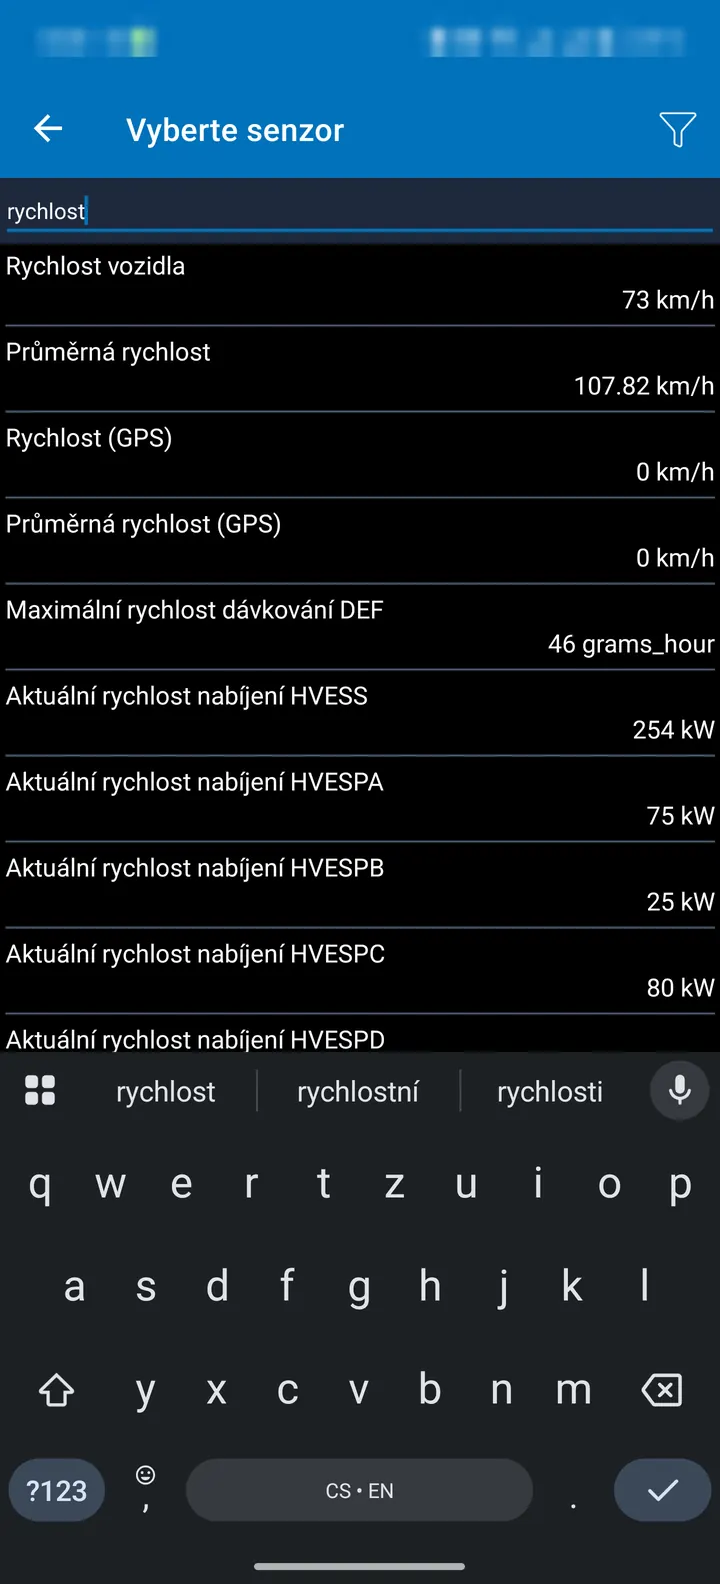 Vyberte senzor
rychlost
Rychlost vozidla
73 km/h
Průměrná rychlost
107.82 km/h
Rychlost (GPS)
0 km/h
Průměrná rychlost (GPS)
0 km/h
Maximální rychlost dávkování DEF
46 grams_hour
Aktuální rychlost nabíjení HVESS
254 kW
Aktuální rychlost nabíjení HVESPA
75 kW
Aktuální rychlost nabíjení HVESPB
25 kW
Aktuální rychlost nabíjení HVESPC
80 kW
Aktuální rychlost nabíjení HVESPD
rychlost rychlostní rychlosti
q w e r t z u i o p
a s d f g h j k l
y x c v b n m
?123 , CS • EN .